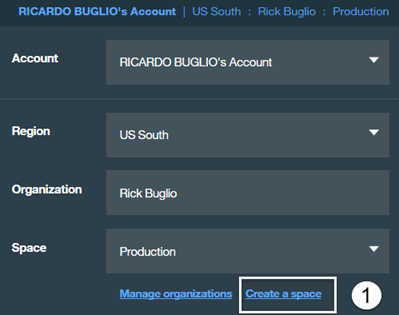 RICARDO BUGLIO's Account | US South : Rick Buglio : Production
Account RICARDO BUGLIO's Account
Region US South
Organization Rick Buglio
Space Production
Manage organizations Create a space 1